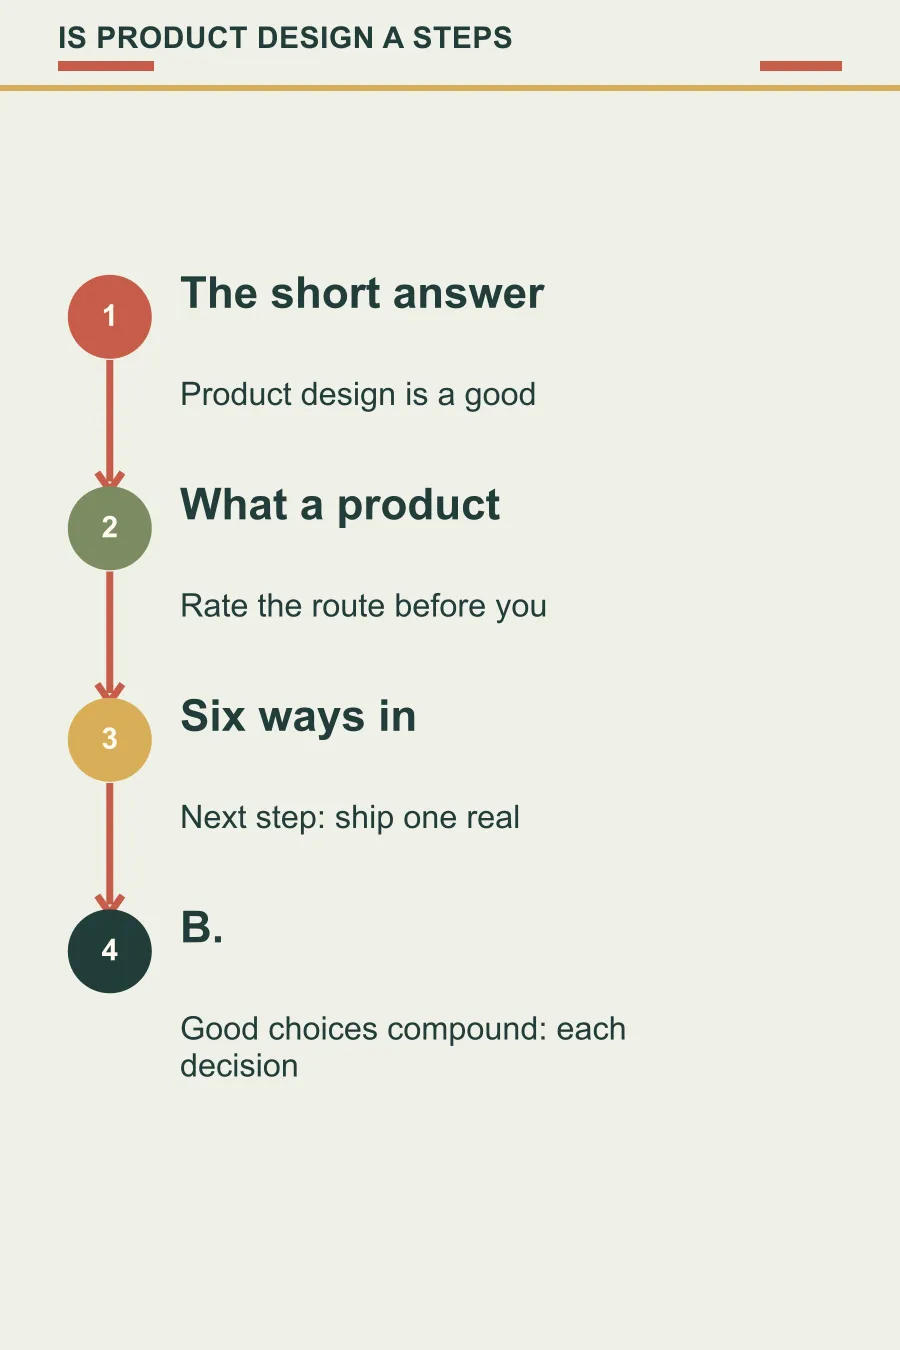 IS PRODUCT DESIGN A STEPS
1
The short answer
Product design is a good
2
What a product
Rate the route before you
3
Six ways in
Next step: ship one real
4
B.
Good choices compound: each
decision